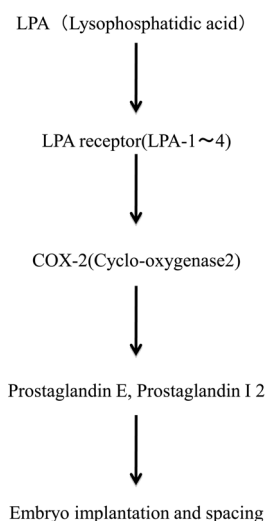 LPA（Lysophosphatidic acid）
LPA receptor(LPA-1～4)
COX-2(Cyclo-oxygenase2)
Prostaglandin E, Prostaglandin I 2
Embryo implantation and spacing